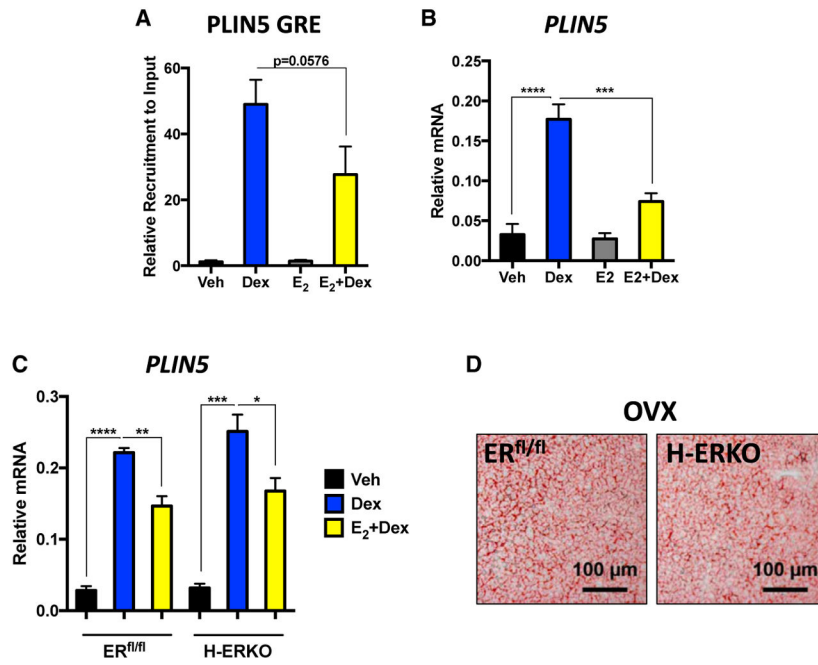 A
PLIN5 GRE
Relative Recruitment to Input
60
40
20
0
p=0.0576
Veh
Dex
E2
E2+Dex
B
PLIN5
Relative mRNA
0.20
0.15
0.10
0.05
0.00
****
***
Veh
Dex
E2
E2+Dex
C
PLIN5
Relative mRNA
0.3
0.2
0.1
0.0
****
**
***
*
ERfl/fl
H-ERKO
Veh
Dex
E2+Dex
D
OVX
ERfl/fl
100 µm
H-ERKO
100 µm